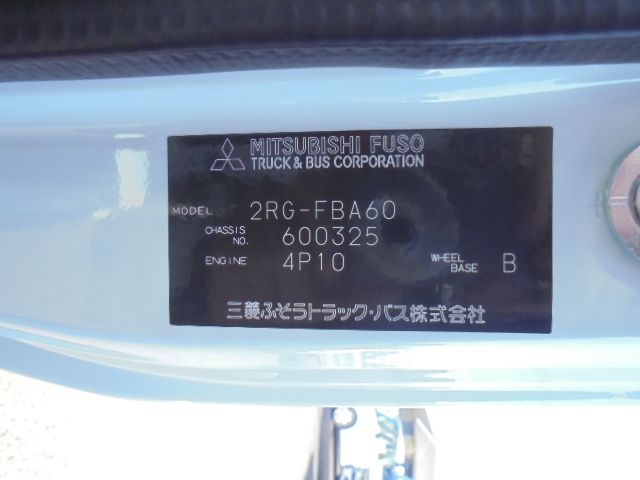 MITSUBISHI FUSO
TRUCK & BUS CORPORATION
MODEL 2RG-FBA60
CHASSIS NO. 600325
ENGINE 4P10 WHEEL BASE B
三菱ふそうトラック・バス株式会社